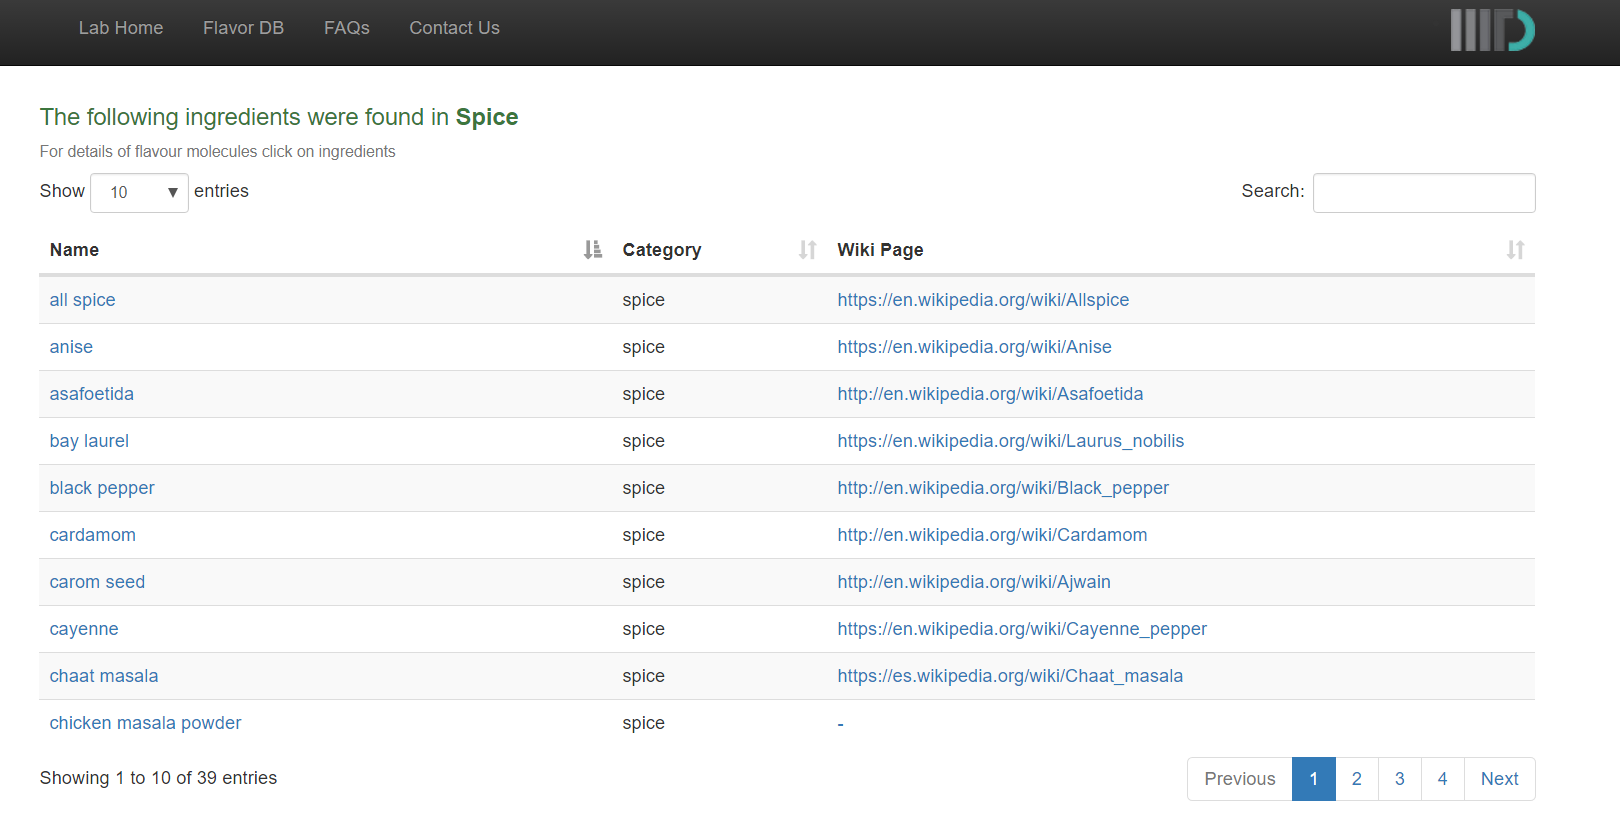 Lab Home Flavor DB FAQs Contact Us
The following ingredients were found in Spice
For details of flavour molecules click on ingredients
Show 10 entries Search:
Name Category Wiki Page
all spice spice https://en.wikipedia.org/wiki/Allspice
anise spice https://en.wikipedia.org/wiki/Anise
asafoetida spice http://en.wikipedia.org/wiki/Asafoetida
bay laurel spice https://en.wikipedia.org/wiki/Laurus_nobilis
black pepper spice http://en.wikipedia.org/wiki/Black_pepper
cardamom spice http://en.wikipedia.org/wiki/Cardamom
carom seed spice http://en.wikipedia.org/wiki/Ajwain
cayenne spice https://en.wikipedia.org/wiki/Cayenne_pepper
chaat masala spice https://es.wikipedia.org/wiki/Chaat_masala
chicken masala powder spice -
Showing 1 to 10 of 39 entries Previous 1 2 3 4 Next